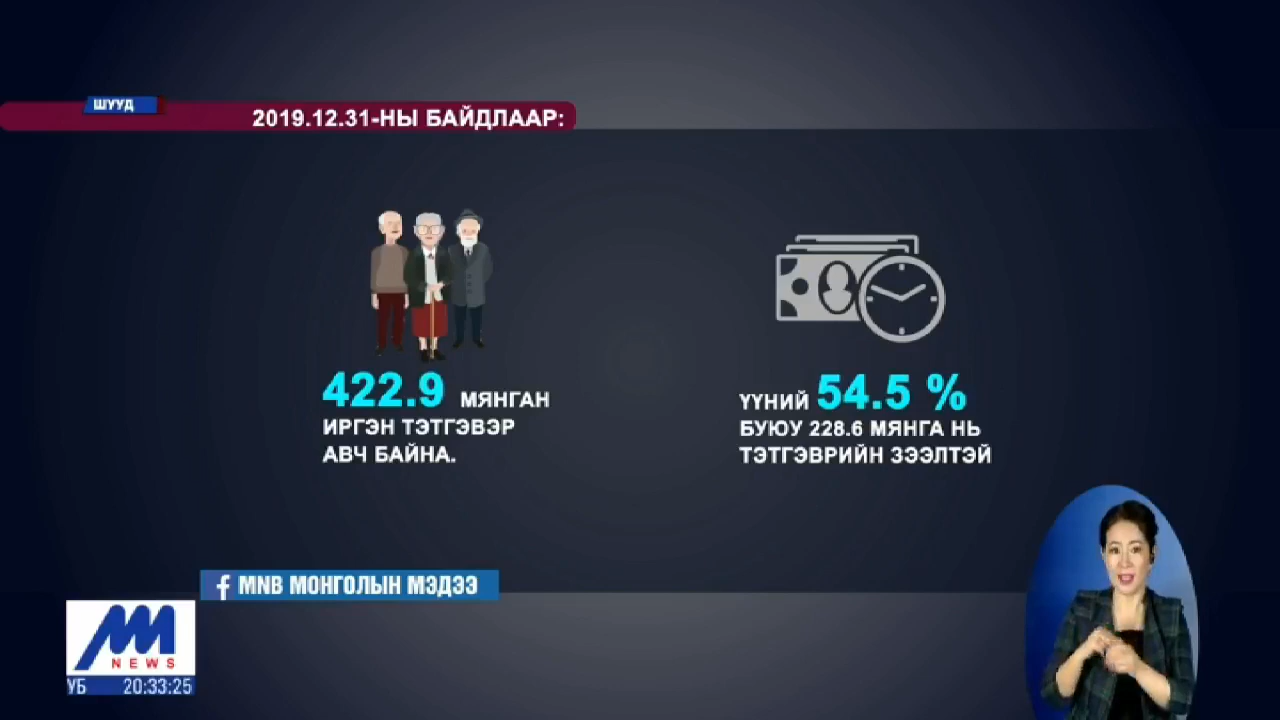 ШУУД
2019.12.31-НЫ БАЙДЛААР:
422.9 МЯНГАН
ИРГЭН ТЭТГЭВЭР
АВЧ БАЙНА.
ҮҮНИЙ 54.5 %
БУЮУ 228.6 МЯНГА НЬ
ТЭТГЭВРИЙН ЗЭЭЛТЭЙ
f MNB МОНГОЛЫН МЭДЭЭ
M
NEWS
УБ 20:33:25